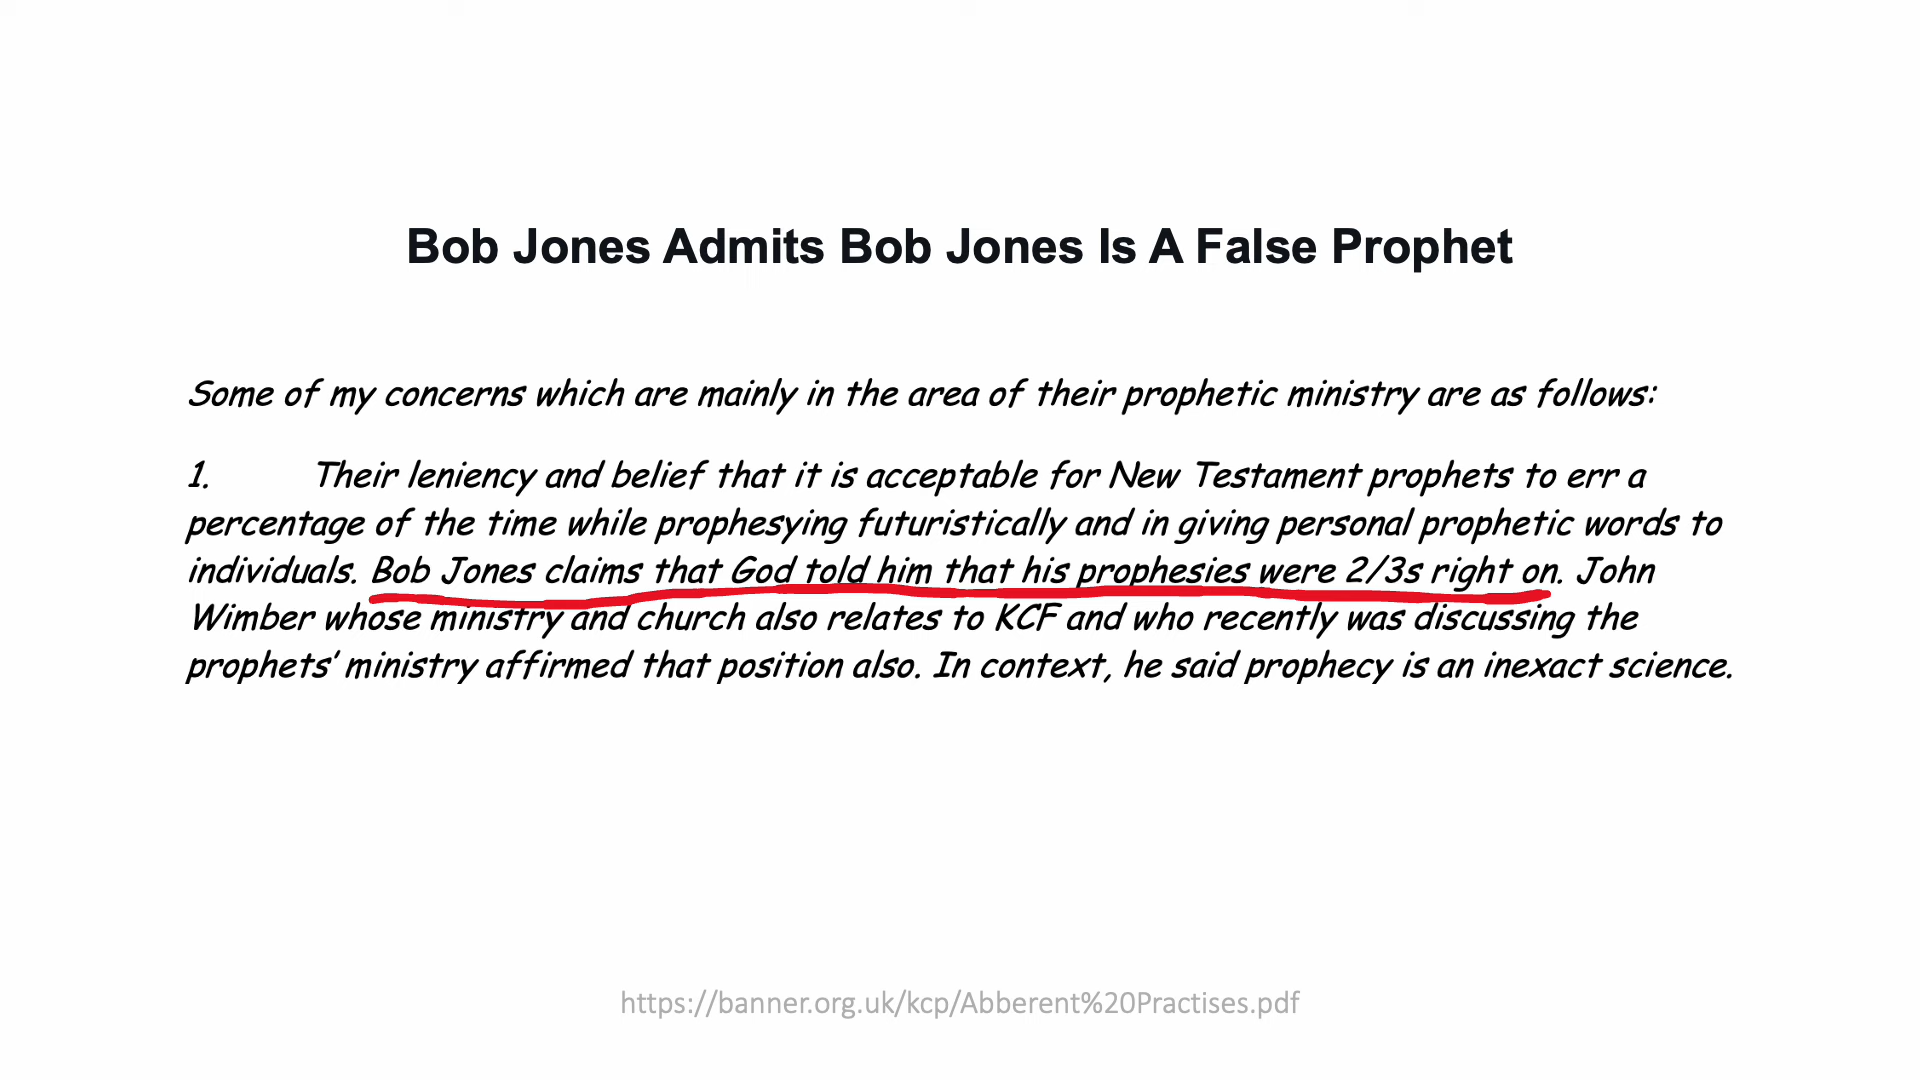 Bob Jones Admits Bob Jones Is A False Prophet
Some of my concerns which are mainly in the area of their prophetic ministry are as follows:
1. Their leniency and belief that it is acceptable for New Testament prophets to err a
percentage of the time while prophesying futuristically and in giving personal prophetic words to
individuals. Bob Jones claims that God told him that his prophesies were 2/3s right on. John
Wimber whose ministry and church also relates to KCF and who recently was discussing the
prophets’ ministry affirmed that position also. In context, he said prophecy is an inexact science.
https://banner.org.uk/kcp/Abberent%20Practises.pdf